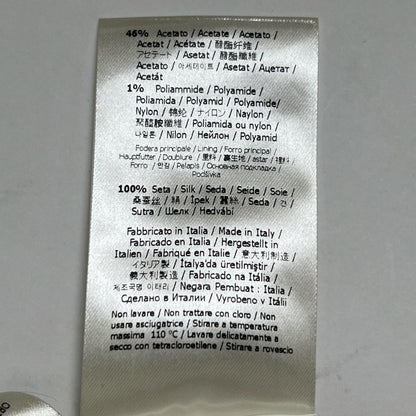 46% Acetato / Acetate / Acetato /
Acetat / Acétate / 醋酯纤维 /
アセテート / Asetat / 醋酯纖維 /
Acetato / 아세테이트 / Asetat / Ацетат /
Acetát
1% Poliammide / Polyamide /
Poliamida / Polyamid / Polyamide/
Nylon / 锦纶 / ナイロン / Naylon /
聚醯胺纖維 / Poliamida ou nylon /
나일론 / Nilon / Нейлон / Polyamid
Fodera principale / Lining / Forro principal
/ Hauptfutter / Doublure / 里料 / 裏生地 / astar / 裡料 /
Forro / 안감 / Pelapis / Основная подкладка /
Podšívka
100% Seta / Silk / Seda / Seide / Soie /
桑蚕丝 / 絹 / İpek / 蠶絲 / Seda / 견 /
Sutra / Шелк / Hedvábí
Fabbricato in Italia / Made in Italy /
Fabricado en Italia / Hergestellt in
Italien / Fabriqué en Italie / 意大利制造 /
イタリア製 / İtalya'da üretilmiştir /
義大利製造 / Fabricado na Itália /
제조국명 이태리 / Negara Pembuat : Italia /
Сделано в Италии / Vyrobeno v Itálii
Non lavare / Non trattare con cloro / Non
usare asciugatrice / Stirare a temperatura
massima 110 °C / Lavare delicatamente a
secco con tetracloroetilene / Stirare a rovescio